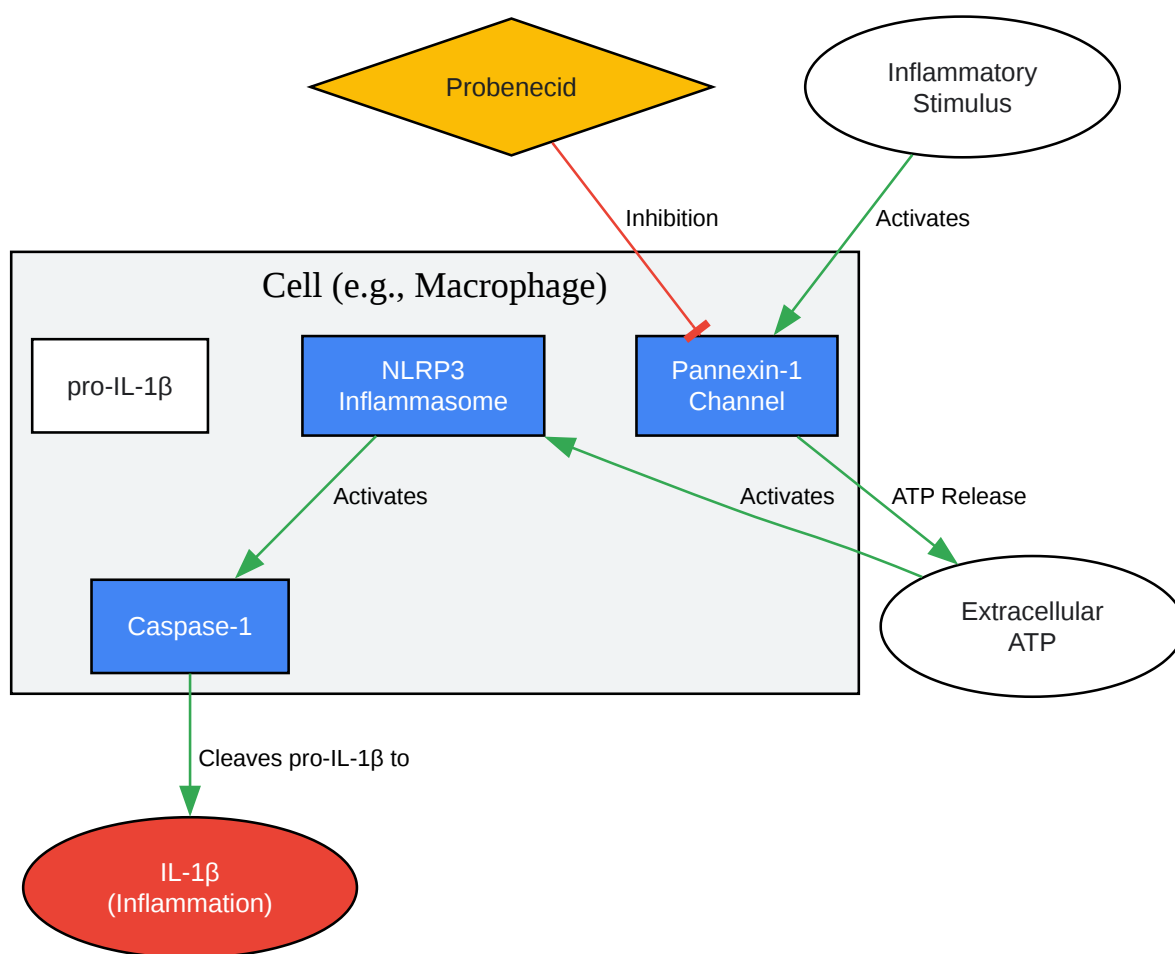 Probenecid
Inflammatory
Stimulus
Inhibition
Activates
Cell (e.g., Macrophage)
pro-IL-1β
NLRP3
Inflammasome
Pannexin-1
Channel
Activates
Activates
ATP Release
Caspase-1
Extracellular
ATP
Cleaves pro-IL-1β to
IL-1β
(Inflammation)